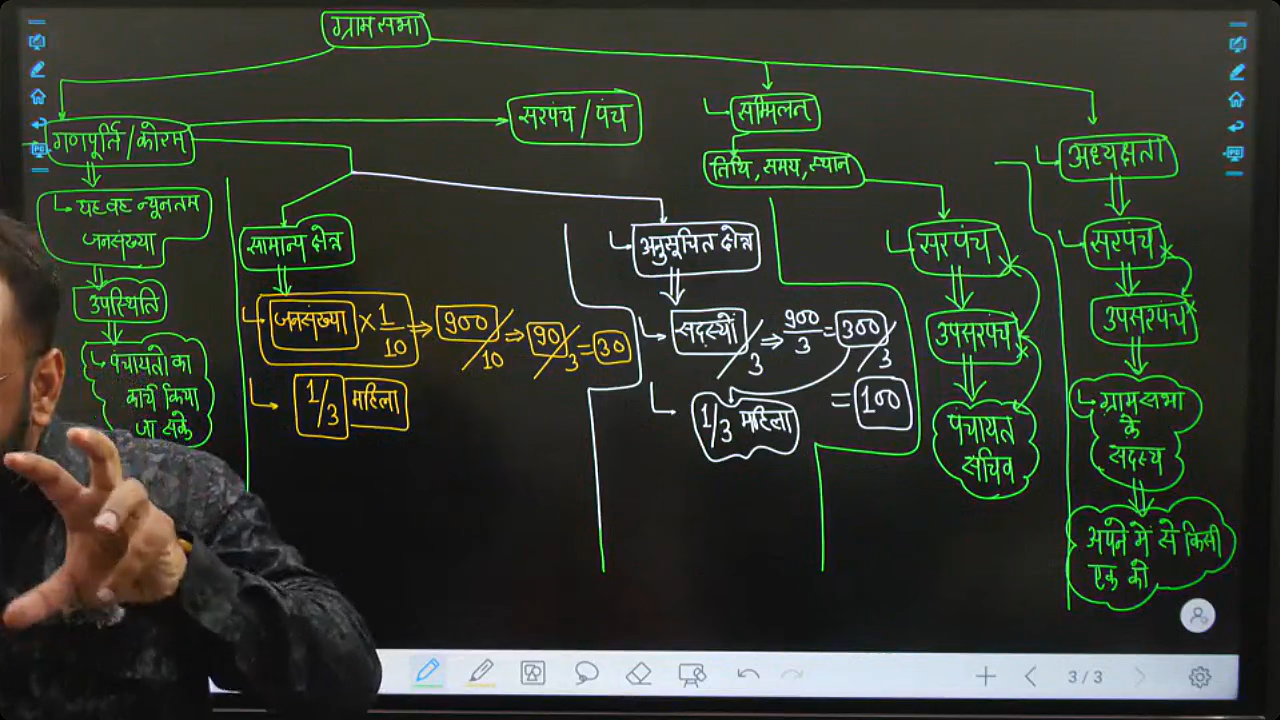 ग्राम सभा
गणपूर्ति/कोरम
सरपंच / पंच
सम्मिलन
अध्यक्षता
यह वह न्यूनतम
जनसंख्या
उपस्थिति
पंचायतो का
कार्य किया
जा सके
सामान्य क्षेत्र
जनसंख्या × 1/10 ⇒ 900/10 ⇒ 90/3 = 30
1/3 महिला
अनुसूचित क्षेत्र
सदस्यों/3 ⇒ 900/3 = 300/3
= 100
1/3 महिला
तिथि, समय, स्थान
सरपंच
उपसरपंच
पंचायत
सचिव
सरपंच
उपसरपंच
ग्राम सभा
के
सदस्य
अपने में से किसी
एक को
3 / 3